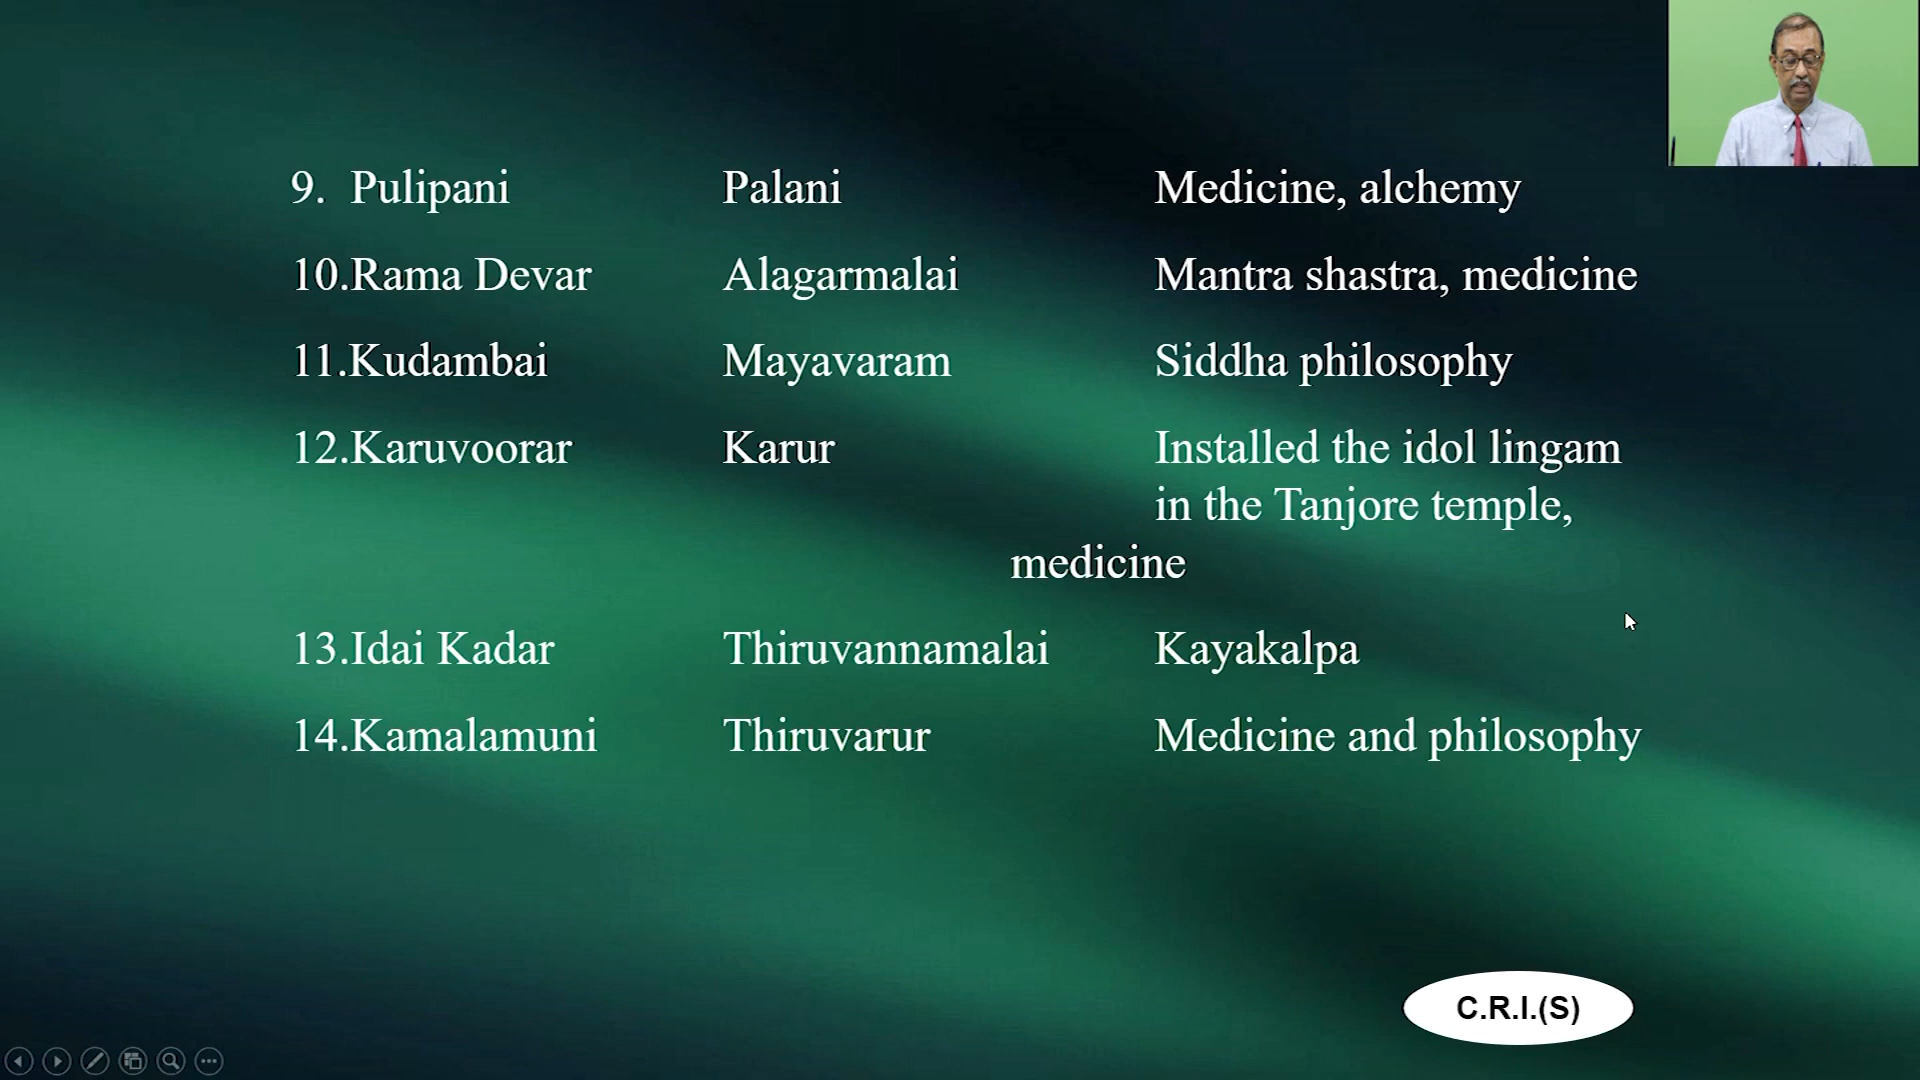 9. Pulipani Palani Medicine, alchemy
10.Rama Devar Alagarmalai Mantra shastra, medicine
11.Kudambai Mayavaram Siddha philosophy
12.Karuvoorar Karur Installed the idol lingam
in the Tanjore temple,
medicine
13.Idai Kadar Thiruvannamalai Kayakalpa
14.Kamalamuni Thiruvarur Medicine and philosophy
C.R.I.(S)